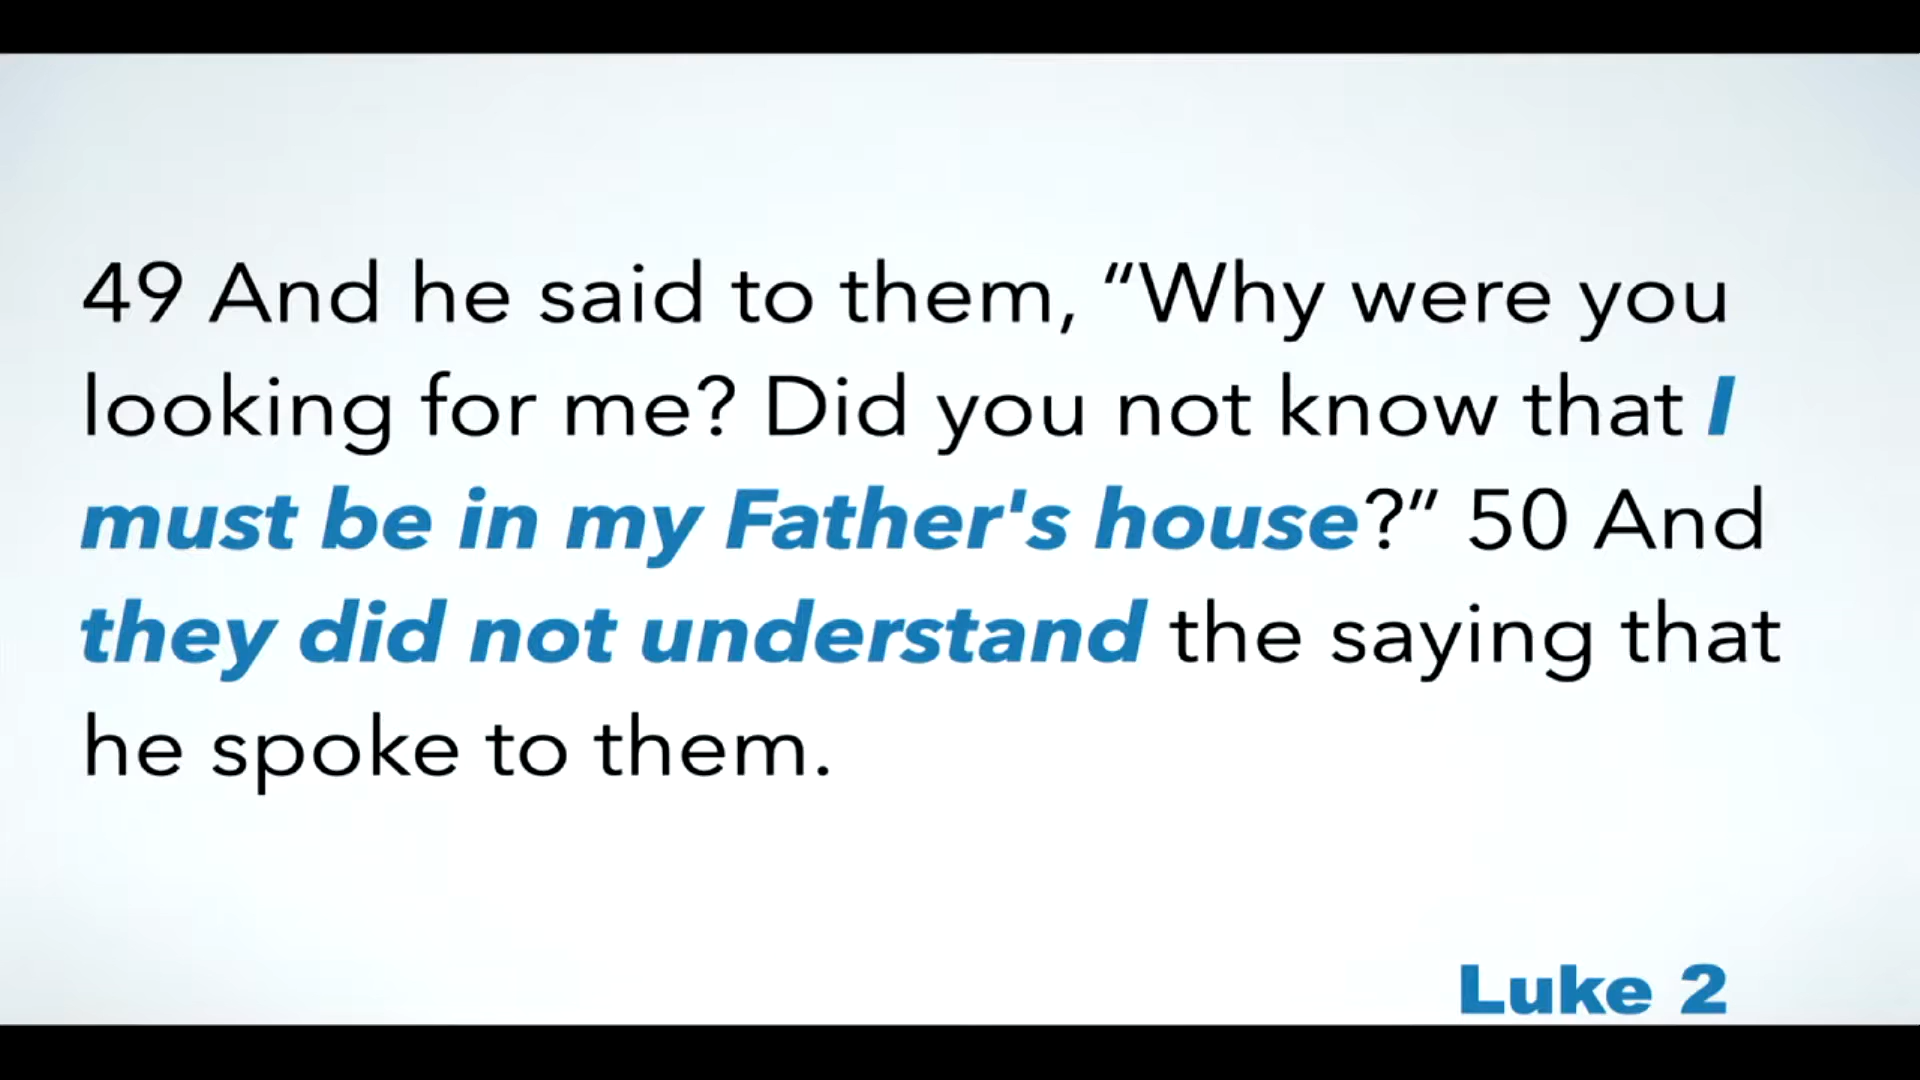 49 And he said to them, “Why were you
looking for me? Did you not know that I
must be in my Father's house?” 50 And
they did not understand the saying that
he spoke to them.
Luke 2